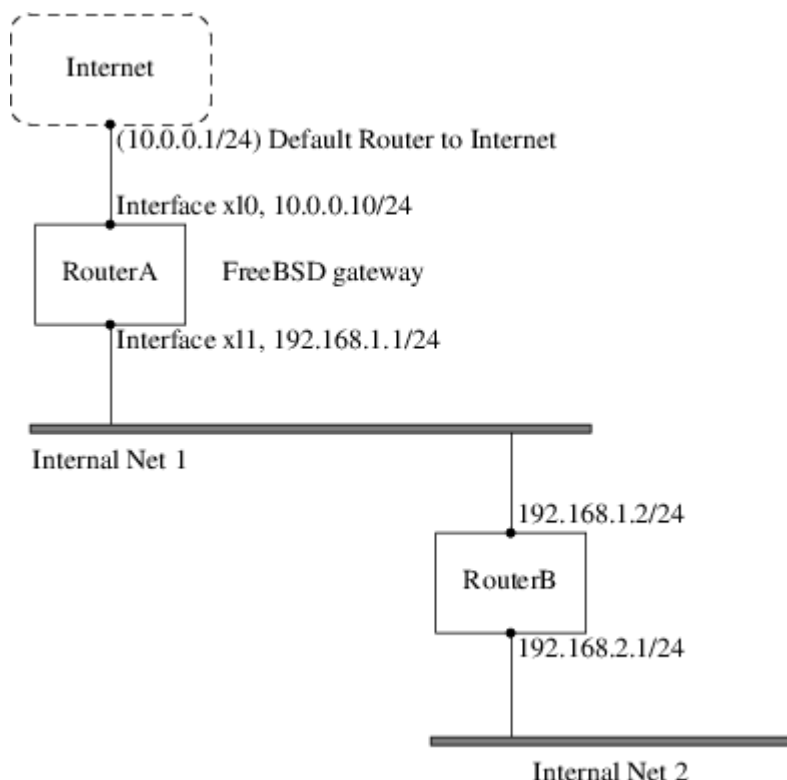 Internet
(10.0.0.1/24) Default Router to Internet
Interface xl0, 10.0.0.10/24
RouterA
FreeBSD gateway
Interface xl1, 192.168.1.1/24
Internal Net 1
192.168.1.2/24
RouterB
192.168.2.1/24
Internal Net 2